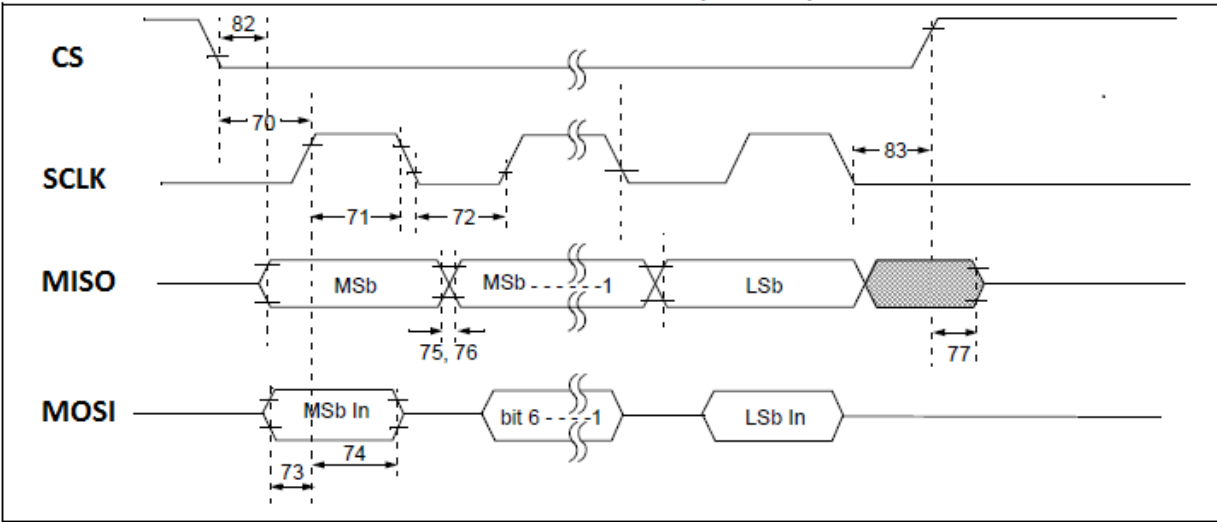 82
CS
70
83
SCLK
71
72
MISO
MSb
MSb - - - - - -1
LSb
75, 76
77
MOSI
MSb In
bit 6 - - - -1
LSb In
74
73